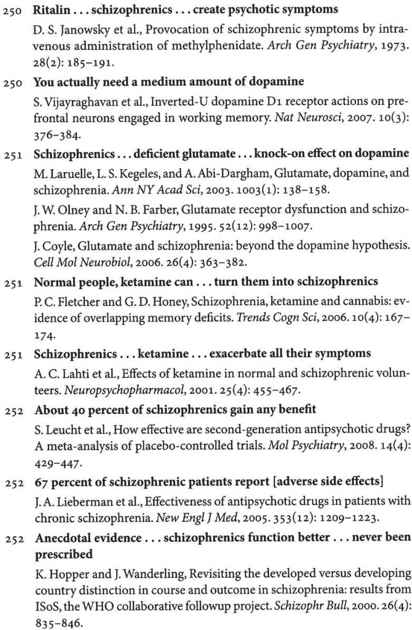 250 Ritalin . . . schizophrenics . . . create psychotic symptoms
D. S. Janowsky et al., Provocation of schizophrenic symptoms by intra-
venous administration of methylphenidate. Arch Gen Psychiatry, 1973.
28(2): 185–191.
250 You actually need a medium amount of dopamine
S. Vijayraghavan et al., Inverted-U dopamine D1 receptor actions on pre-
frontal neurons engaged in working memory. Nat Neurosci, 2007. 10(3):
376–384.
251 Schizophrenics . . . deficient glutamate . . . knock-on effect on dopamine
M. Laruelle, L. S. Kegeles, and A. Abi-Dargham, Glutamate, dopamine, and
schizophrenia. Ann NY Acad Sci, 2003. 1003(1): 138–158.
J. W. Olney and N. B. Farber, Glutamate receptor dysfunction and schizo-
phrenia. Arch Gen Psychiatry, 1995. 52(12): 998–1007.
J. Coyle, Glutamate and schizophrenia: beyond the dopamine hypothesis.
Cell Mol Neurobiol, 2006. 26(4): 363–382.
251 Normal people, ketamine can . . . turn them into schizophrenics
P. C. Fletcher and G. D. Honey, Schizophrenia, ketamine and cannabis: ev-
idence of overlapping memory deficits. Trends Cogn Sci, 2006. 10(4): 167–
174.
251 Schizophrenics . . . ketamine . . . exacerbate all their symptoms
A. C. Lahti et al., Effects of ketamine in normal and schizophrenic volun-
teers. Neuropsychopharmacol, 2001. 25(4): 455–467.
252 About 40 percent of schizophrenics gain any benefit
S. Leucht et al., How effective are second-generation antipsychotic drugs?
A meta-analysis of placebo-controlled trials. Mol Psychiatry, 2008. 14(4):
429–447.
252 67 percent of schizophrenic patients report [adverse side effects]
J. A. Lieberman et al., Effectiveness of antipsychotic drugs in patients with
chronic schizophrenia. New Engl J Med, 2005. 353(12): 1209–1223.
252 Anecdotal evidence . . . schizophrenics function better . . . never been
prescribed
K. Hopper and J. Wanderling, Revisiting the developed versus developing
country distinction in course and outcome in schizophrenia: results from
ISoS, the WHO collaborative followup project. Schizophr Bull, 2000. 26(4):
835–846.